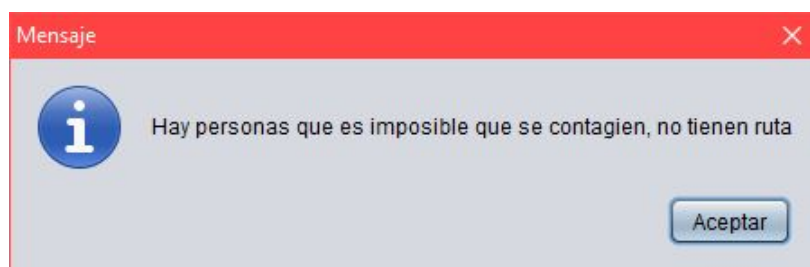 Mensaje
Hay personas que es imposible que se contagien, no tienen ruta
Aceptar